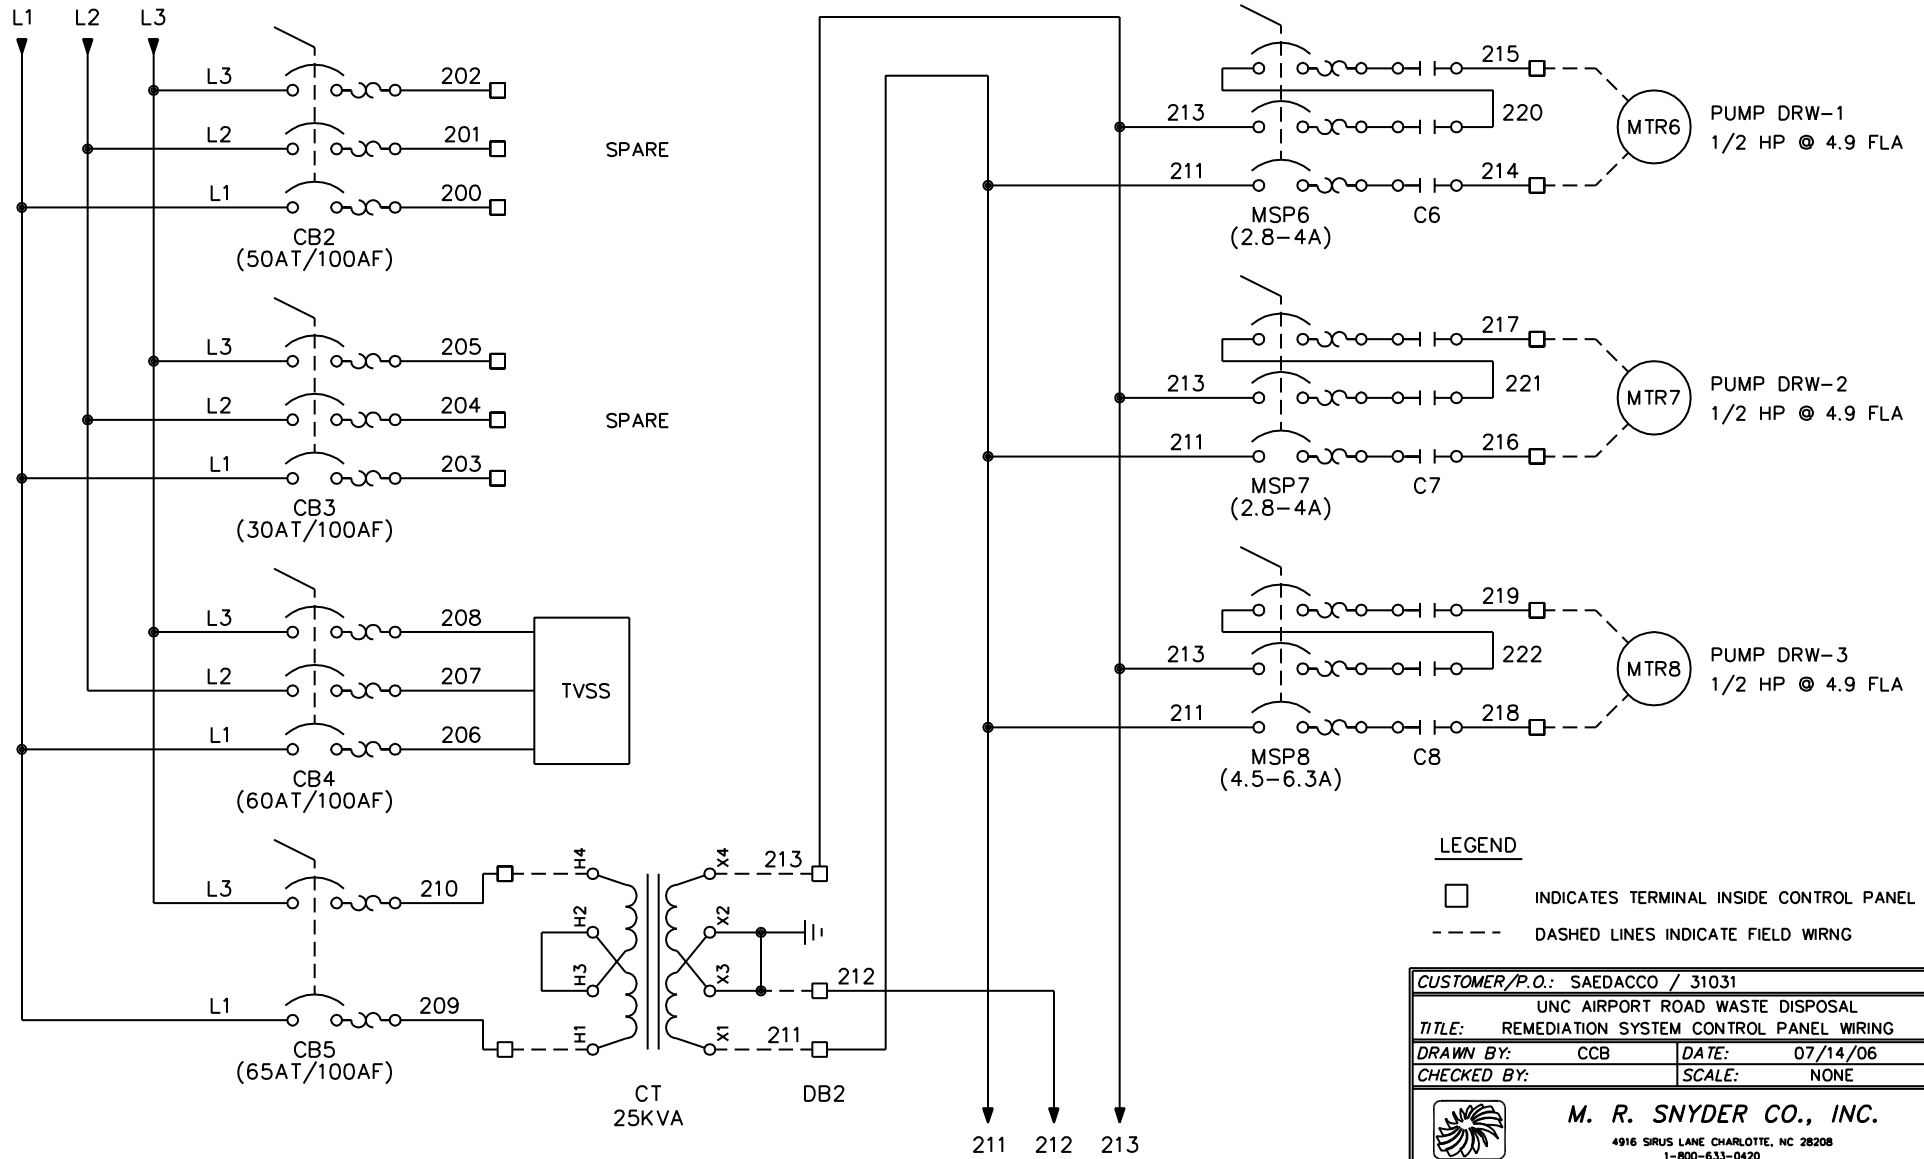 L1 L2 L3
L3 202
L2 201
SPARE
L1 200
CB2
(50AT/100AF)
L3 205
L2 204
SPARE
L1 203
CB3
(30AT/100AF)
L3 208
L2 207
TVSS
L1 206
CB4
(60AT/100AF)
L3 210
L1 209
CB5
(65AT/100AF)
H4
H2
H3
H1
X4
X2
X3
X1
213
212
211
CT
25KVA
DB2
211 212 213
215
213
220
211
214
MSP6
(2.8-4A)
C6
MTR6
PUMP DRW-1
1/2 HP @ 4.9 FLA
217
213
221
211
216
MSP7
(2.8-4A)
C7
MTR7
PUMP DRW-2
1/2 HP @ 4.9 FLA
219
213
222
211
218
MSP8
(4.5-6.3A)
C8
MTR8
PUMP DRW-3
1/2 HP @ 4.9 FLA
LEGEND
INDICATES TERMINAL INSIDE CONTROL PANEL
DASHED LINES INDICATE FIELD WIRNG
CUSTOMER/P.O.: SAEDACCO / 31031
UNC AIRPORT ROAD WASTE DISPOSAL
TITLE: REMEDIATION SYSTEM CONTROL PANEL WIRING
DRAWN BY: CCB DATE: 07/14/06
CHECKED BY: SCALE: NONE
M. R. SNYDER CO., INC.
4916 SIRUS LANE CHARLOTTE, NC 28208
1-800-633-0420